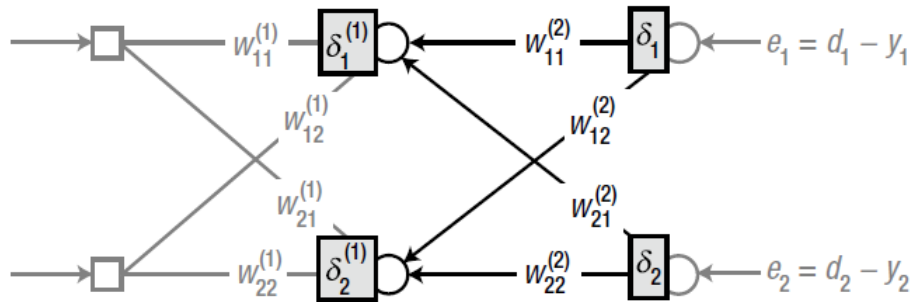 w₁₁⁽¹⁾ δ₁⁽¹⁾ w₁₁⁽²⁾ δ₁ e₁ = d₁ − y₁
w₁₂⁽¹⁾ w₁₂⁽²⁾
w₂₁⁽¹⁾ w₂₁⁽²⁾
w₂₂⁽¹⁾ δ₂⁽¹⁾ w₂₂⁽²⁾ δ₂ e₂ = d₂ − y₂